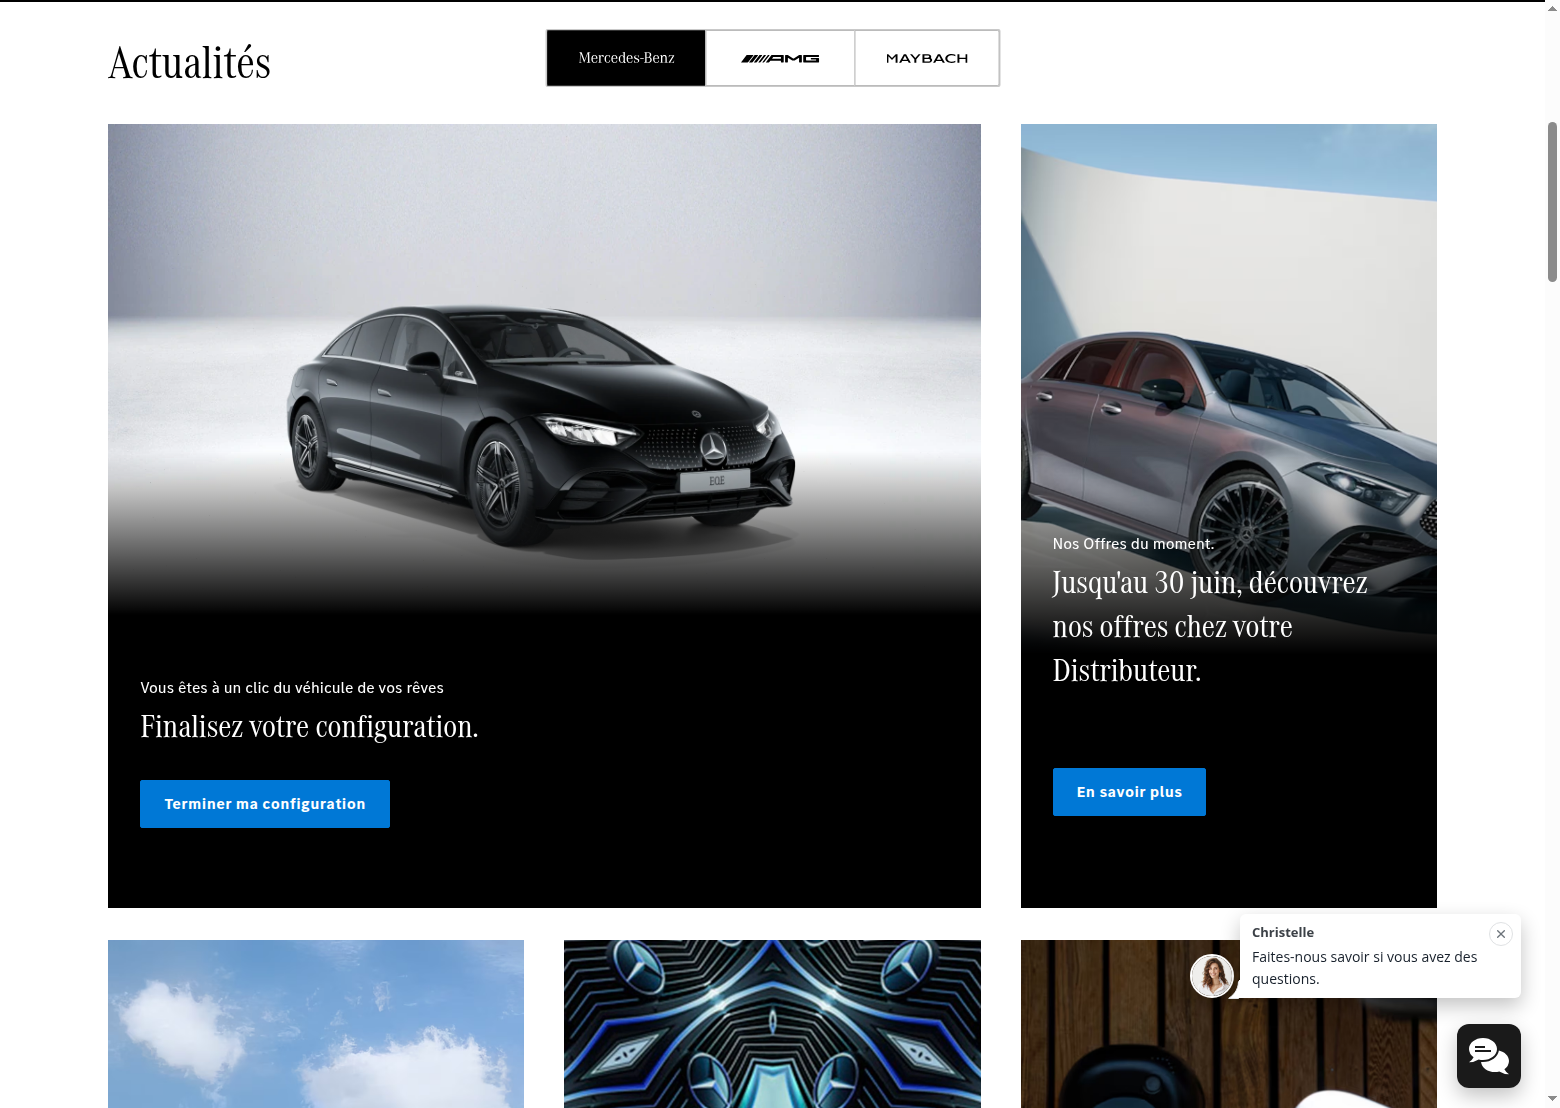 Actualités
Mercedes-Benz
AMG
MAYBACH
EQE
Vous êtes à un clic du véhicule de vos rêves
Finalisez votre configuration.
Terminer ma configuration
Nos Offres du moment.
Jusqu'au 30 juin, découvrez
nos offres chez votre
Distributeur.
En savoir plus
Christelle
Faites-nous savoir si vous avez des
questions.